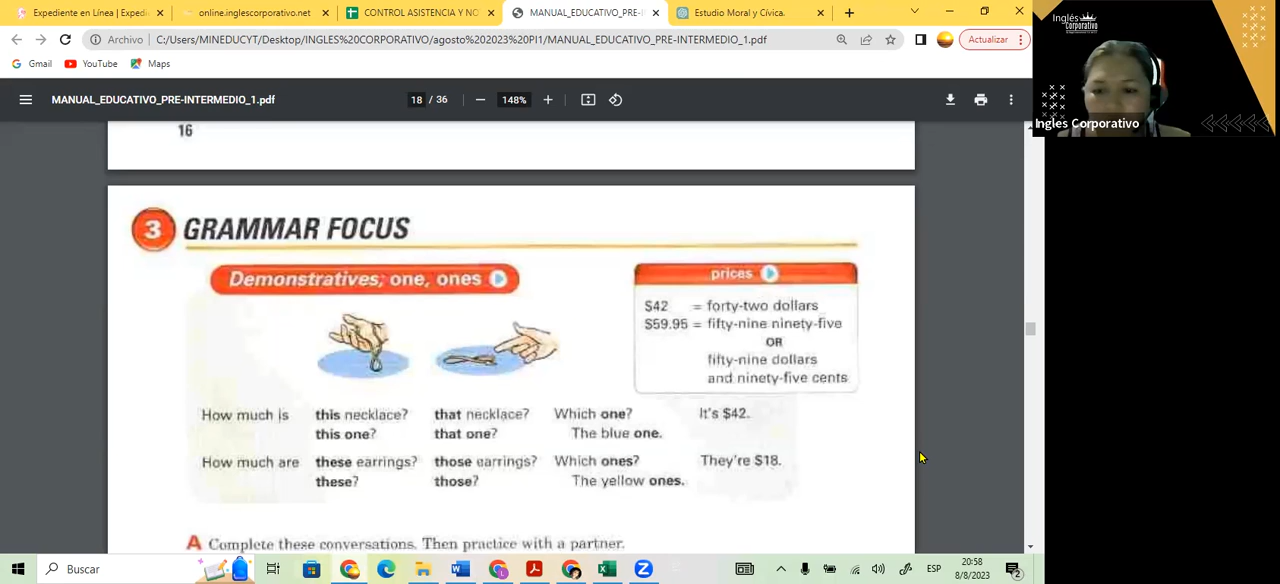 Expediente en Línea | Expedi
online.inglescorporativo.net
CONTROL ASISTENCIA Y NO
MANUAL_EDUCATIVO_PRE-
Estudio Moral y Cívica.
Archivo
C:/Users/MINEDUCYT/Desktop/INGLES%20CORPORATIVO/agosto%202023%20PI1/MANUAL_EDUCATIVO_PRE-INTERMEDIO_1.pdf
Actualizar
Gmail
YouTube
Maps
MANUAL_EDUCATIVO_PRE-INTERMEDIO_1.pdf
18 / 36
148%
16
3 GRAMMAR FOCUS
Demonstratives; one, ones
prices
$42 = forty-two dollars
$59.95 = fifty-nine ninety-five
OR
fifty-nine dollars
and ninety-five cents
How much is this necklace? that necklace? Which one? It's $42.
this one? that one? The blue one.
How much are these earrings? those earrings? Which ones? They're $18.
these? those? The yellow ones.
A Complete these conversations. Then practice with a partner.
Inglés
Corporativo
Ingles Corporativo
Buscar
ESP
20:58
8/8/2023
2